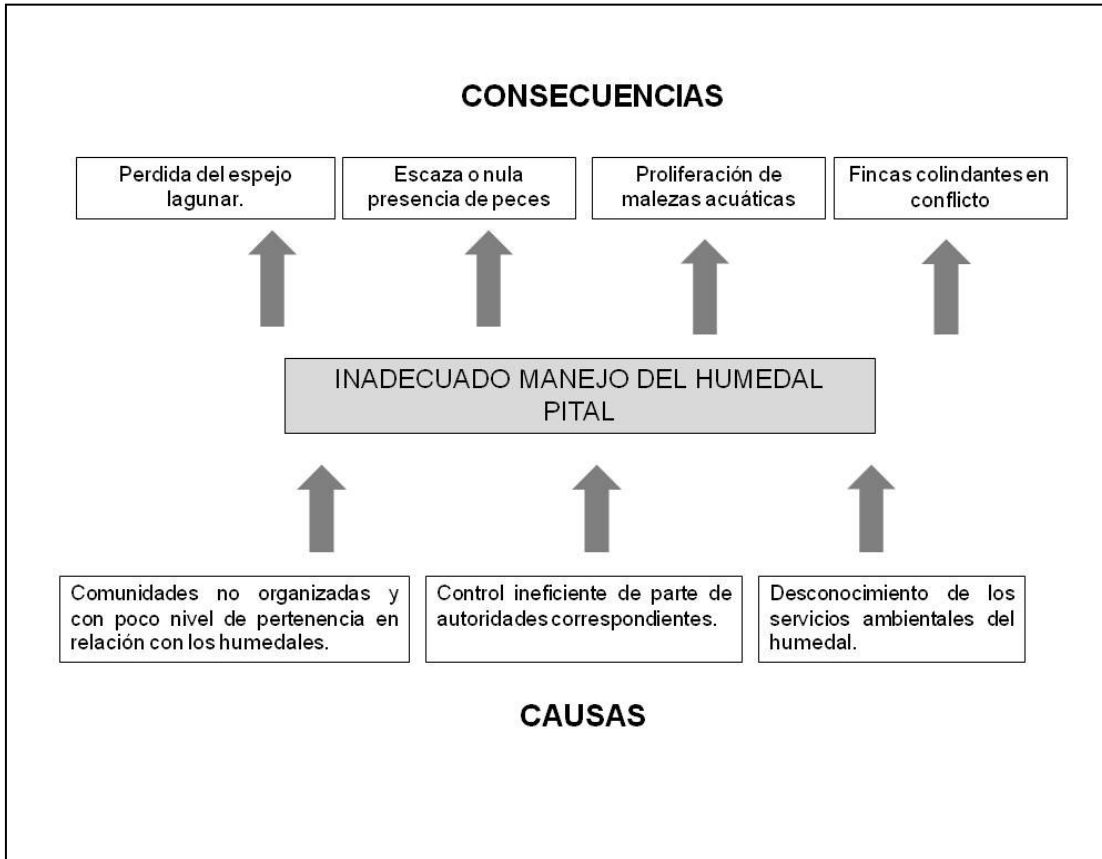 CONSECUENCIAS
Perdida del espejo
lagunar.
Escaza o nula
presencia de peces
Proliferación de
malezas acuáticas
Fincas colindantes en
conflicto
INADECUADO MANEJO DEL HUMEDAL
PITAL
Comunidades no organizadas y
con poco nivel de pertenencia en
relación con los humedales.
Control ineficiente de parte de
autoridades correspondientes.
Desconocimiento de los
servicios ambientales del
humedal.
CAUSAS